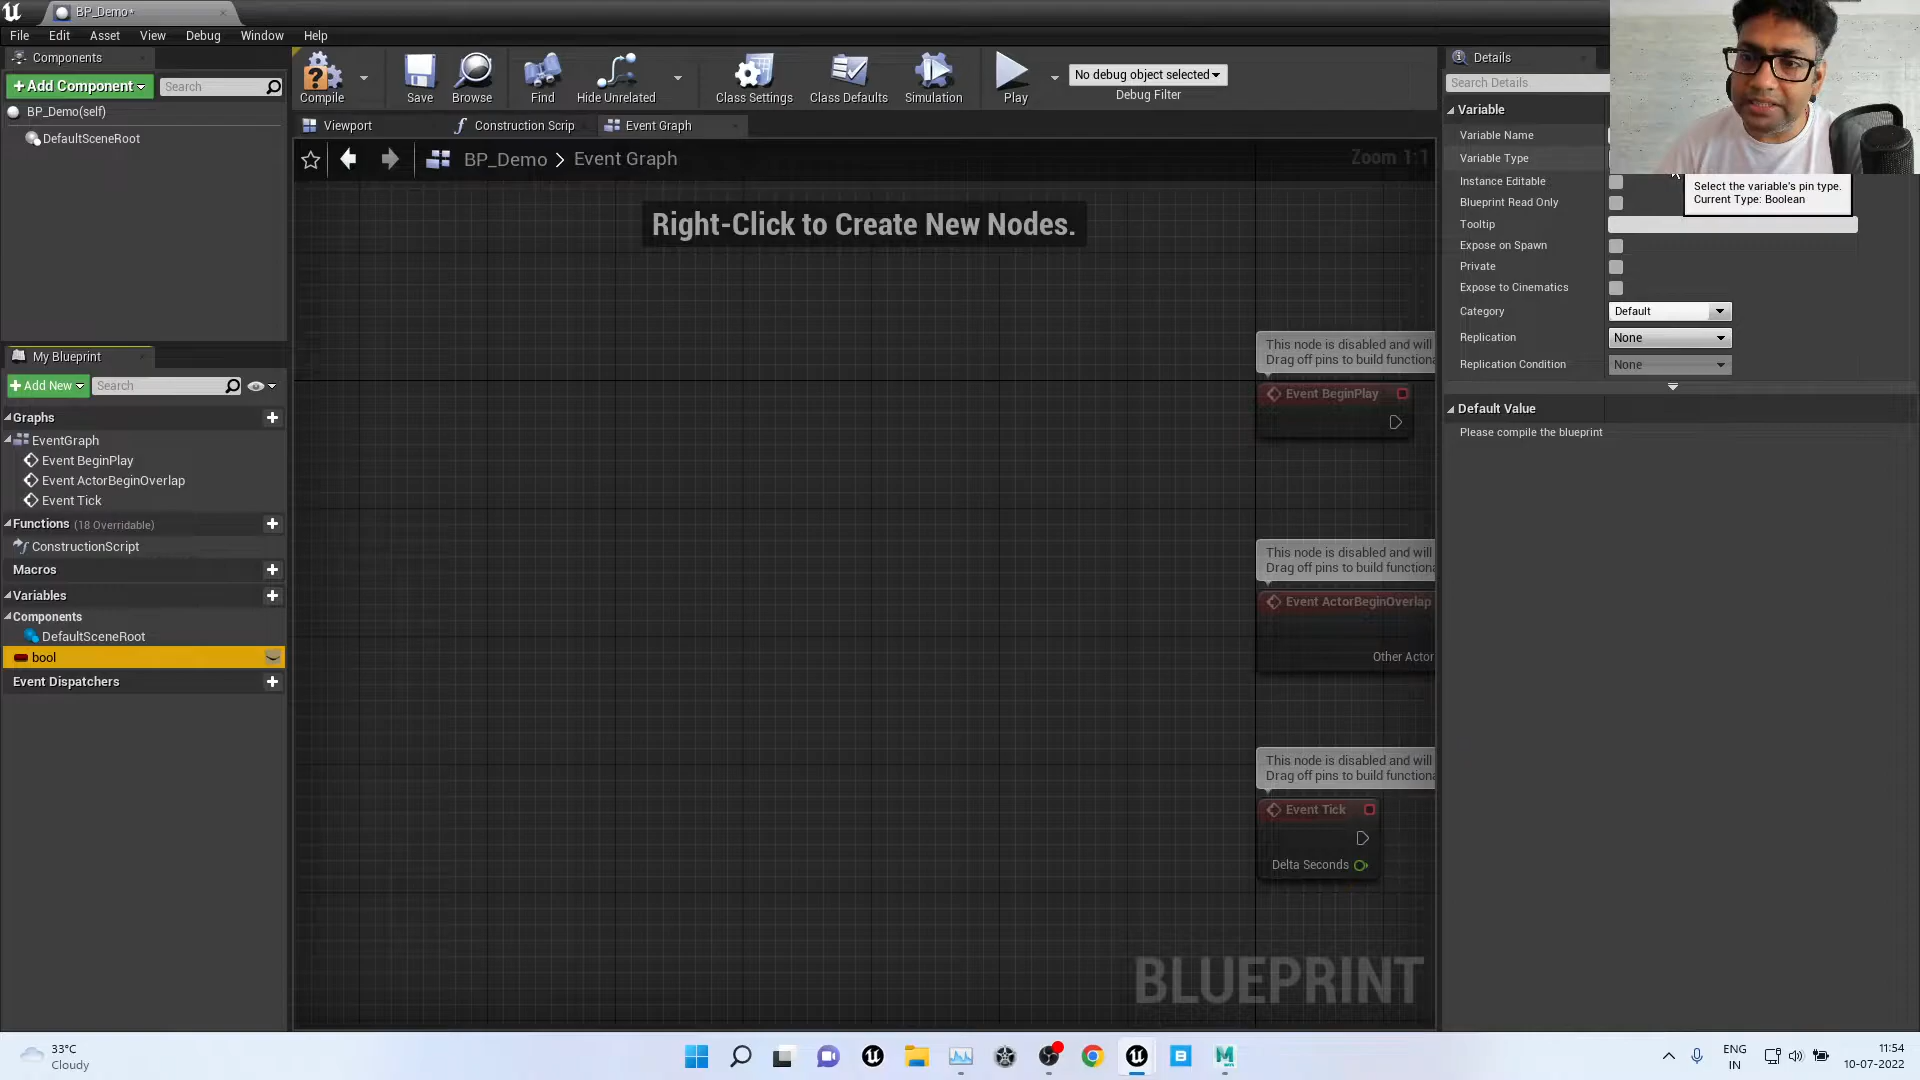 BP_Demo*
File Edit Asset View Debug Window Help
Components
+Add Component
Search
BP_Demo(self)
DefaultSceneRoot
Compile
Save
Browse
Find
Hide Unrelated
Class Settings
Class Defaults
Simulation
Play
No debug object selected
Debug Filter
Viewport
Construction Scrip
Event Graph
BP_Demo > Event Graph
Zoom 1:1
Right-Click to Create New Nodes.
This node is disabled and will
Drag off pins to build functiona
Event BeginPlay
This node is disabled and will
Drag off pins to build functiona
Event ActorBeginOverlap
Other Actor
This node is disabled and will
Drag off pins to build functiona
Event Tick
Delta Seconds
BLUEPRINT
My Blueprint
+Add New
Search
Graphs
EventGraph
Event BeginPlay
Event ActorBeginOverlap
Event Tick
Functions (18 Overridable)
ConstructionScript
Macros
Variables
Components
DefaultSceneRoot
bool
Event Dispatchers
Details
Search Details
Variable
Variable Name
Variable Type
Instance Editable
Blueprint Read Only
Tooltip
Expose on Spawn
Private
Expose to Cinematics
Category
Default
Replication
None
Replication Condition
None
Select the variable's pin type.
Current Type: Boolean
Default Value
Please compile the blueprint
33°C
Cloudy
ENG
IN
11:54
10-07-2022